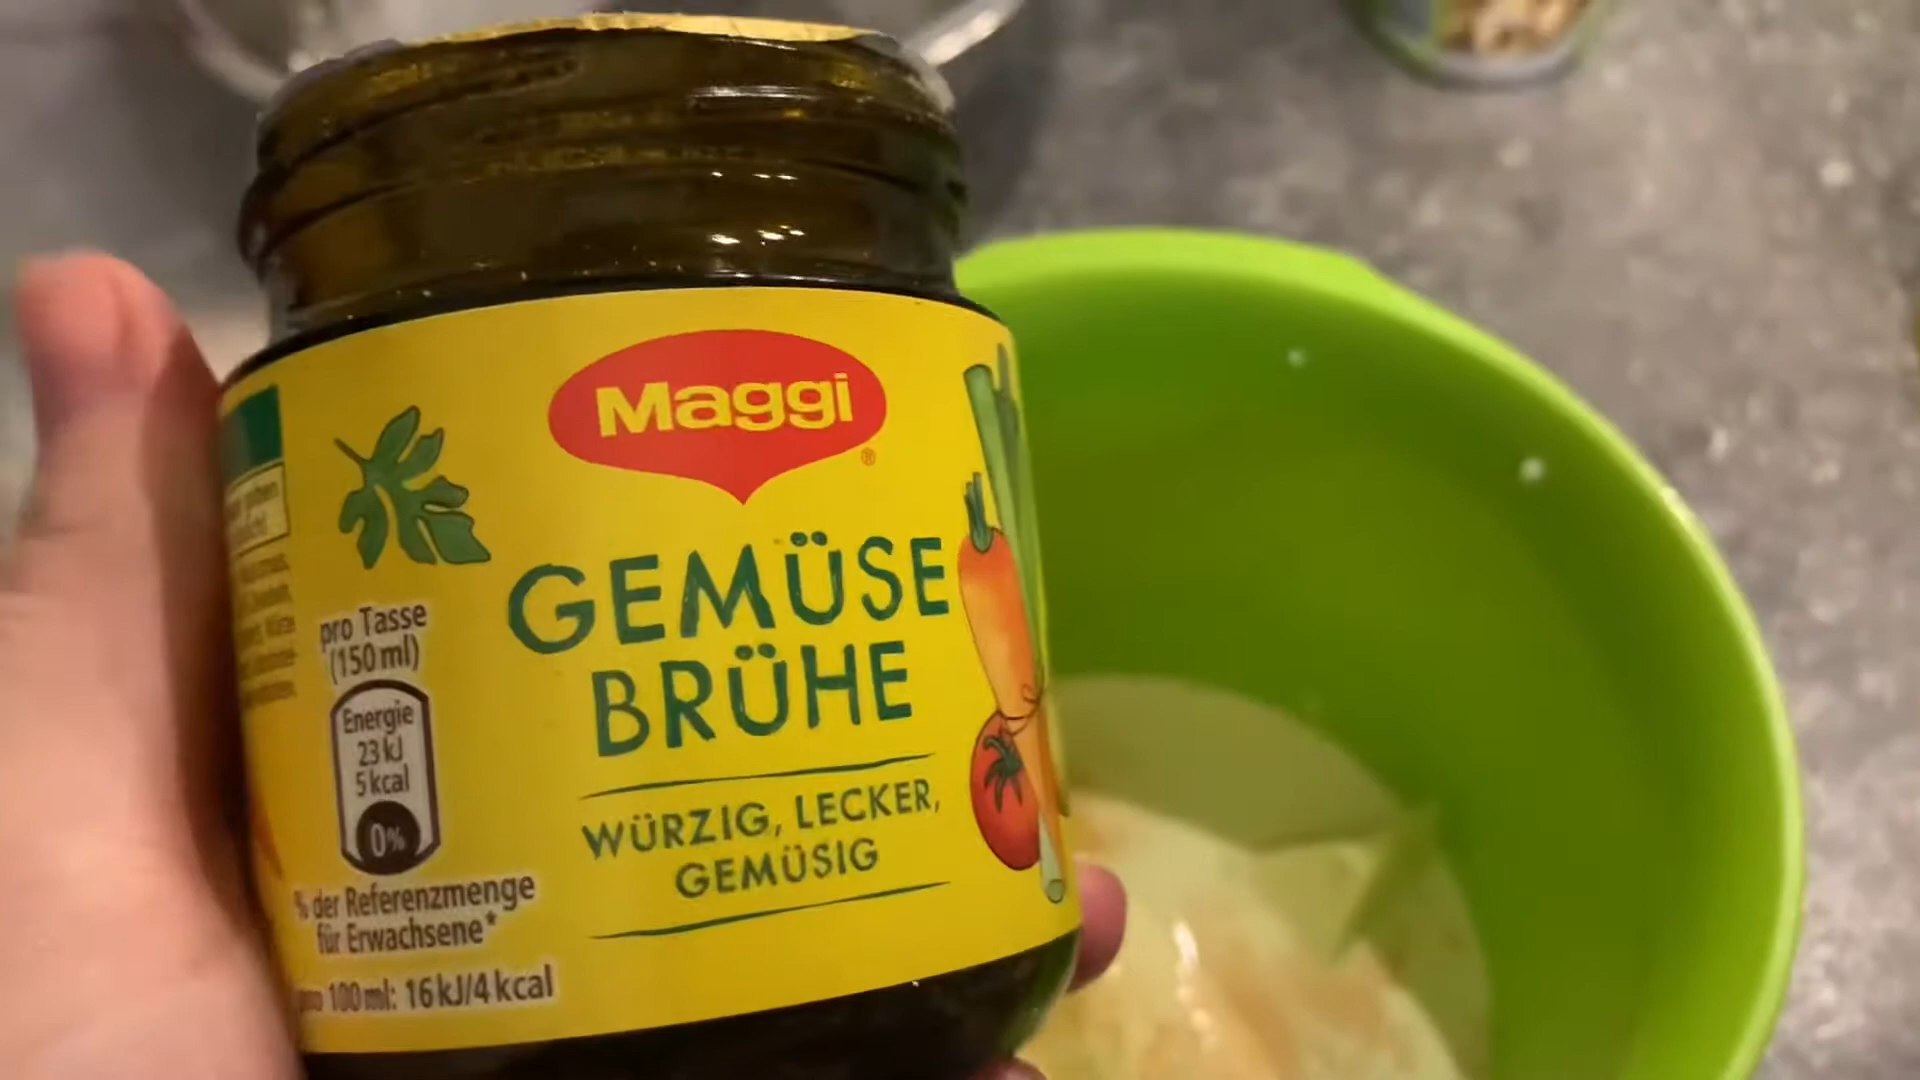 Maggi
®
GEMÜSE
BRÜHE
WÜRZIG, LECKER,
GEMÜSIG
pro Tasse
(150 ml)
Energie
23 kJ
5 kcal
0%
% der Referenzmenge
für Erwachsene*
100 ml: 16 kJ/4 kcal